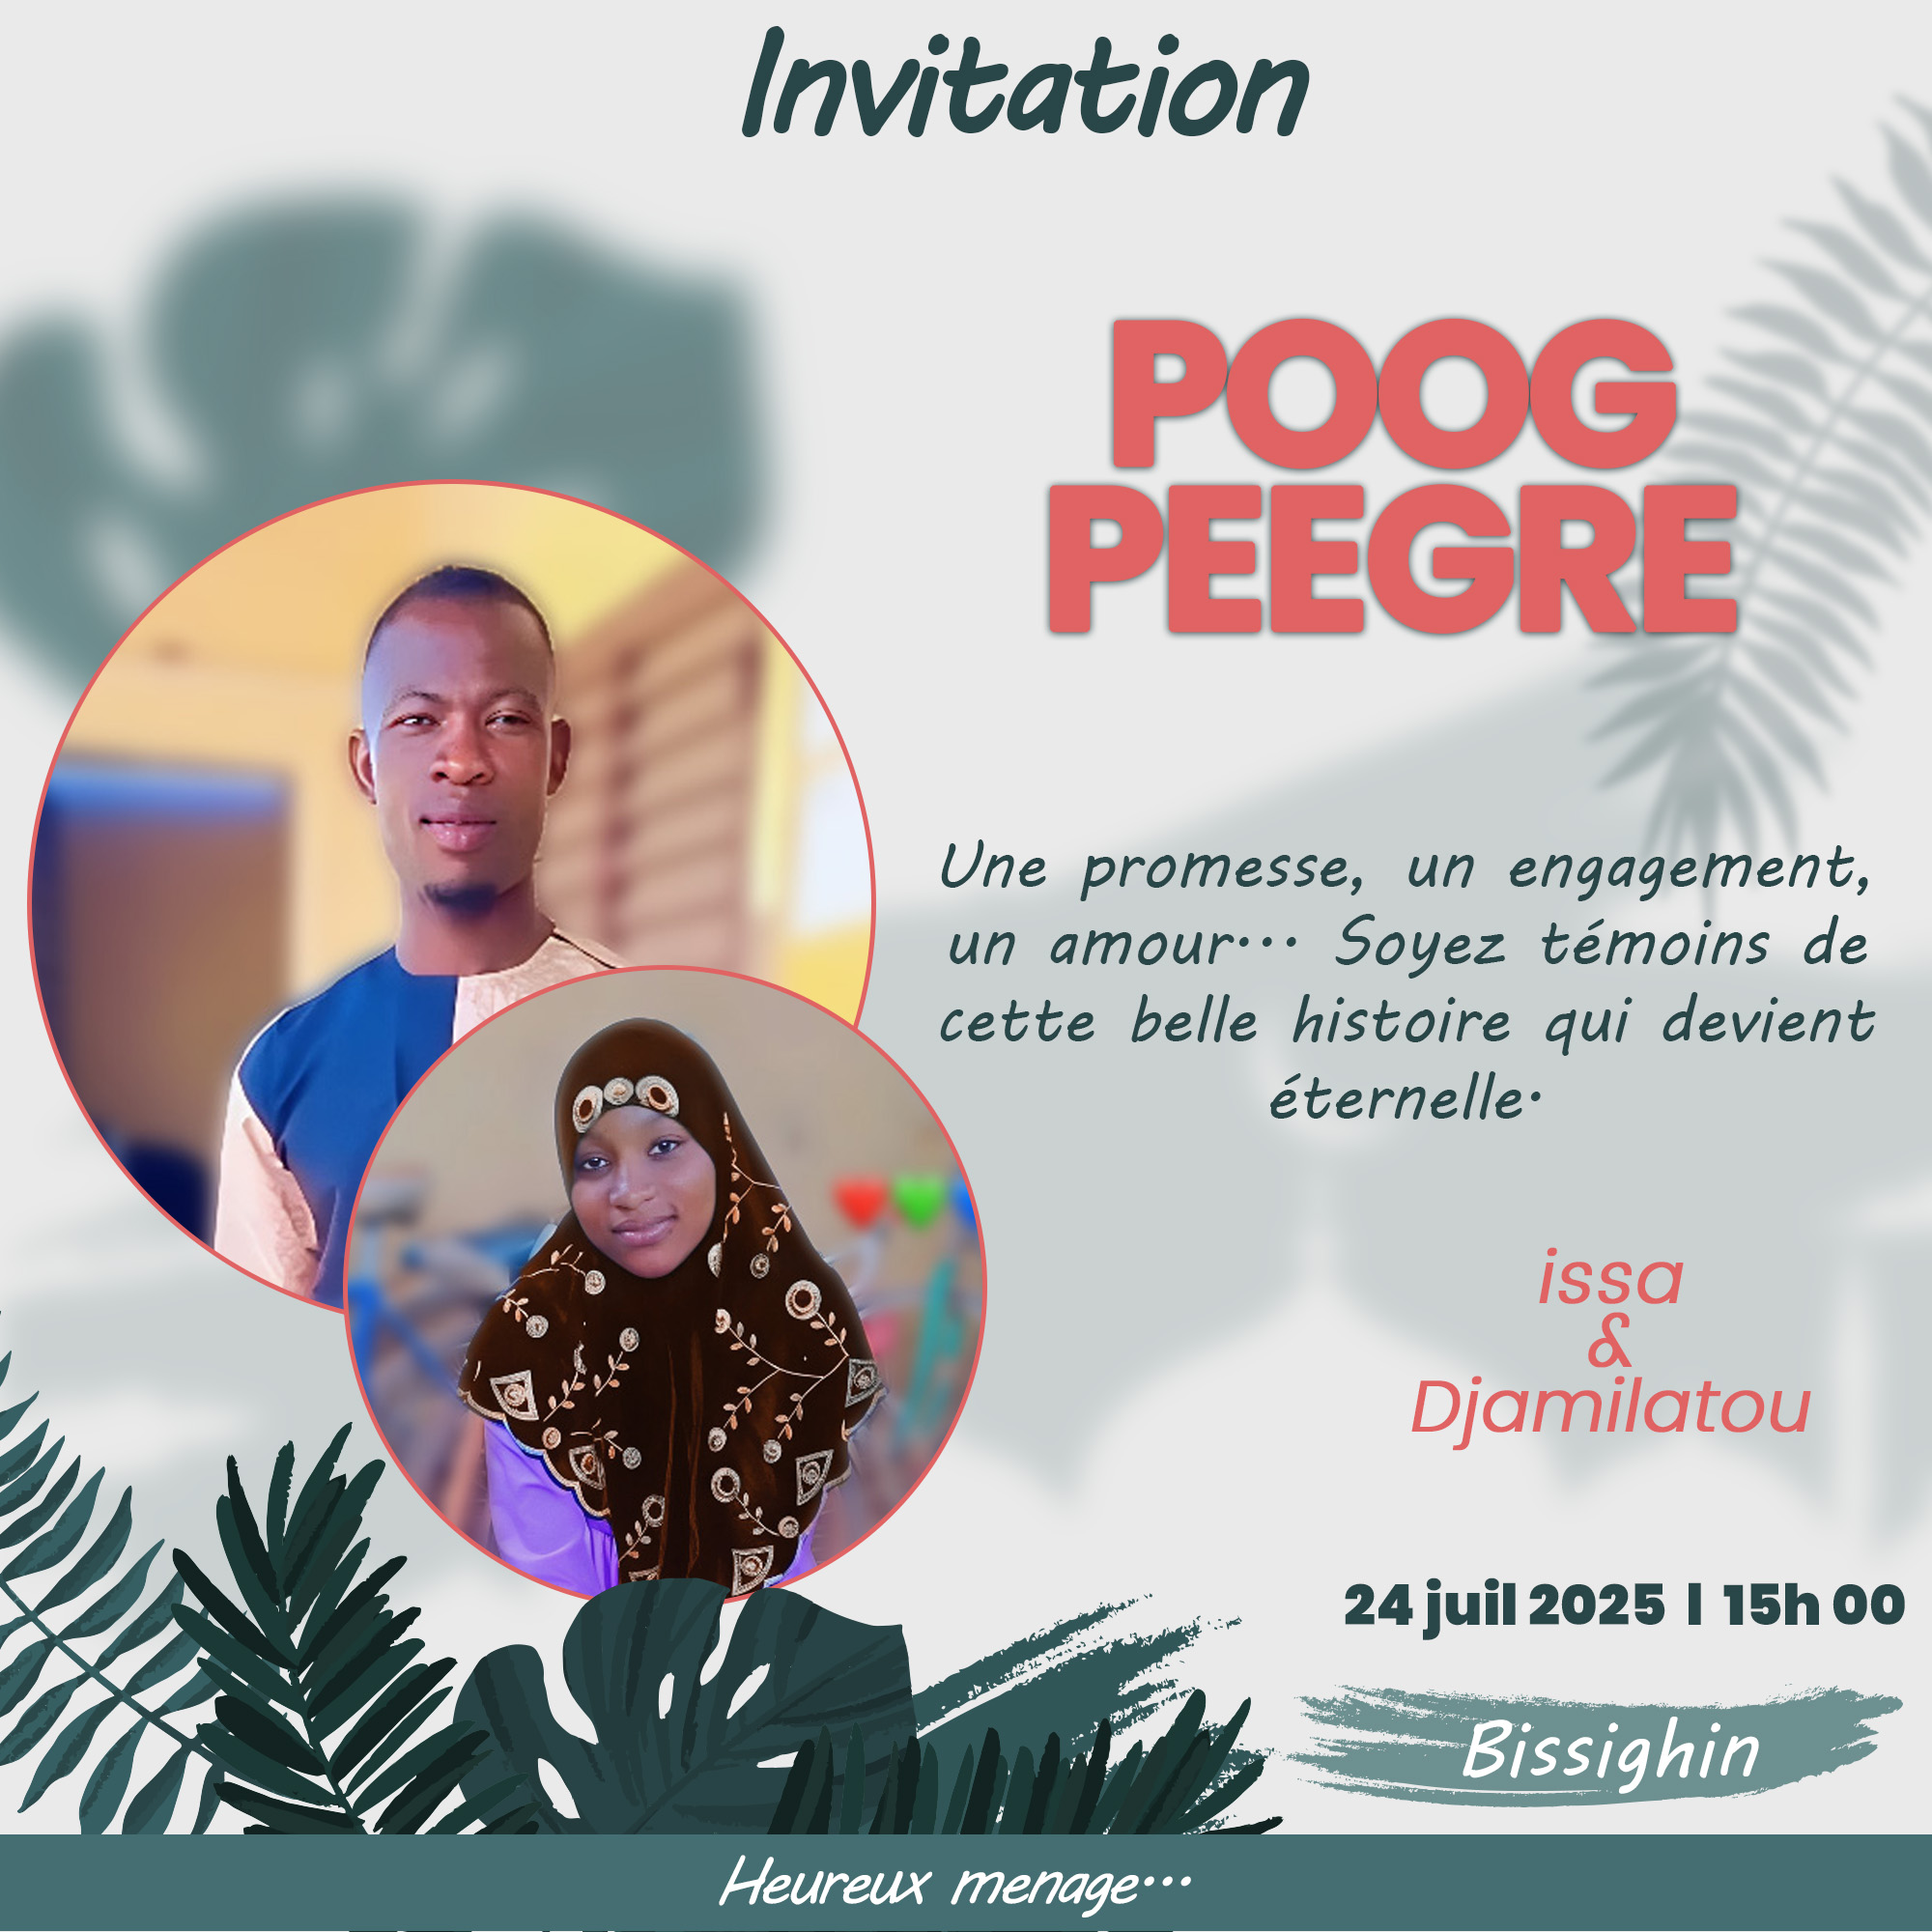 Invitation
POOG
PEEGRE
Une promesse, un engagement,
un amour... Soyez témoins de
cette belle histoire qui devient
éternelle.
issa
&
Djamilatou
24 juil 2025 | 15h 00
Bissighin
Heureux menage...